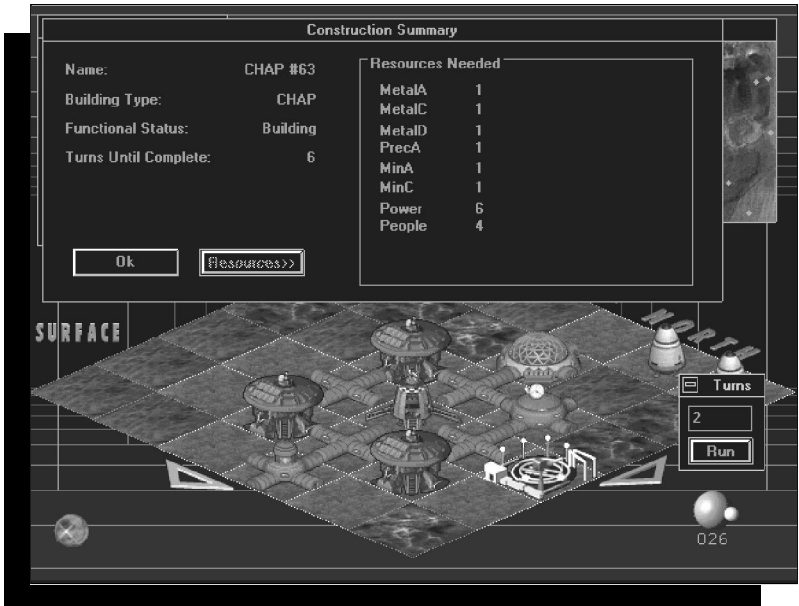 Construction Summary
Name: CHAP #63
Building Type: CHAP
Functional Status: Building
Turns Until Complete: 6
Ok
Resources>>
Resources Needed
MetalA 1
MetalC 1
MetalD 1
PrecA 1
MinA 1
MinC 1
Power 6
People 4
SURFACE
NORTH
Turns
2
Run
026